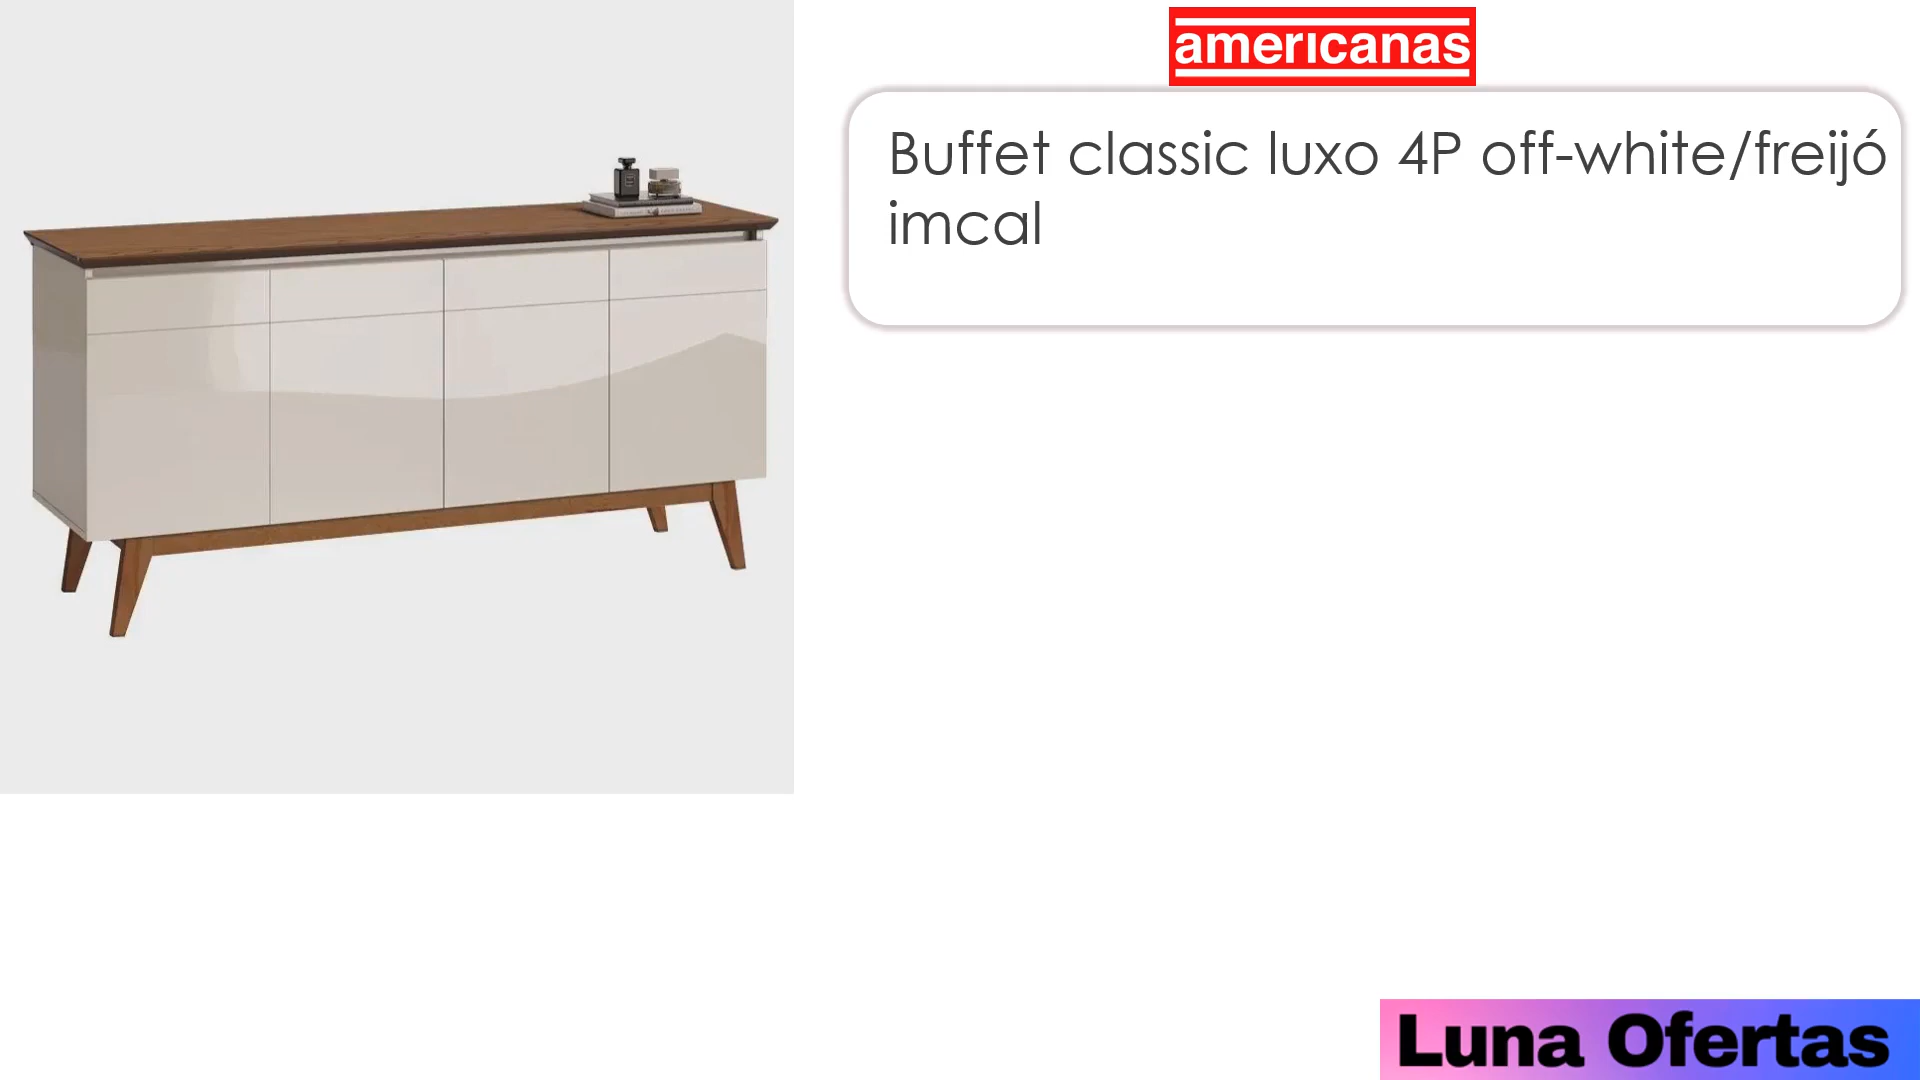 americanas
Buffet classic luxo 4P off-white/freijó
imcal
Luna Ofertas